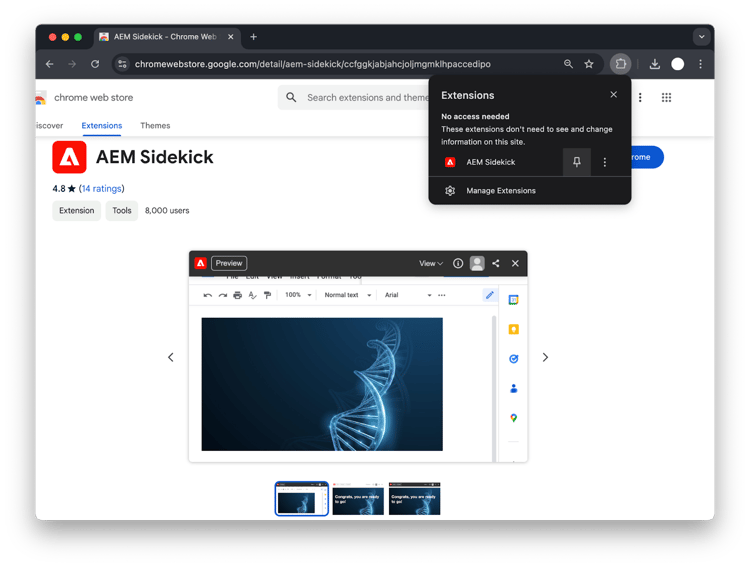 AEM Sidekick - Chrome Web
chromewebstore.google.com/detail/aem-sidekick/ccfggkjabjahcjoljmgmklhpaccedipo
chrome web store
Search extensions and theme
iscover
Extensions
Themes
Extensions
No access needed
These extensions don't need to see and change
information on this site.
AEM Sidekick
Manage Extensions
rome
AEM Sidekick
4.8 ★ (14 ratings)
Extension
Tools
8,000 users
Preview
View
File Edit View Insert Format Too
100%
Normal text
Arial
Congrats, you are ready
to go!
Congrats, you are ready
to go!